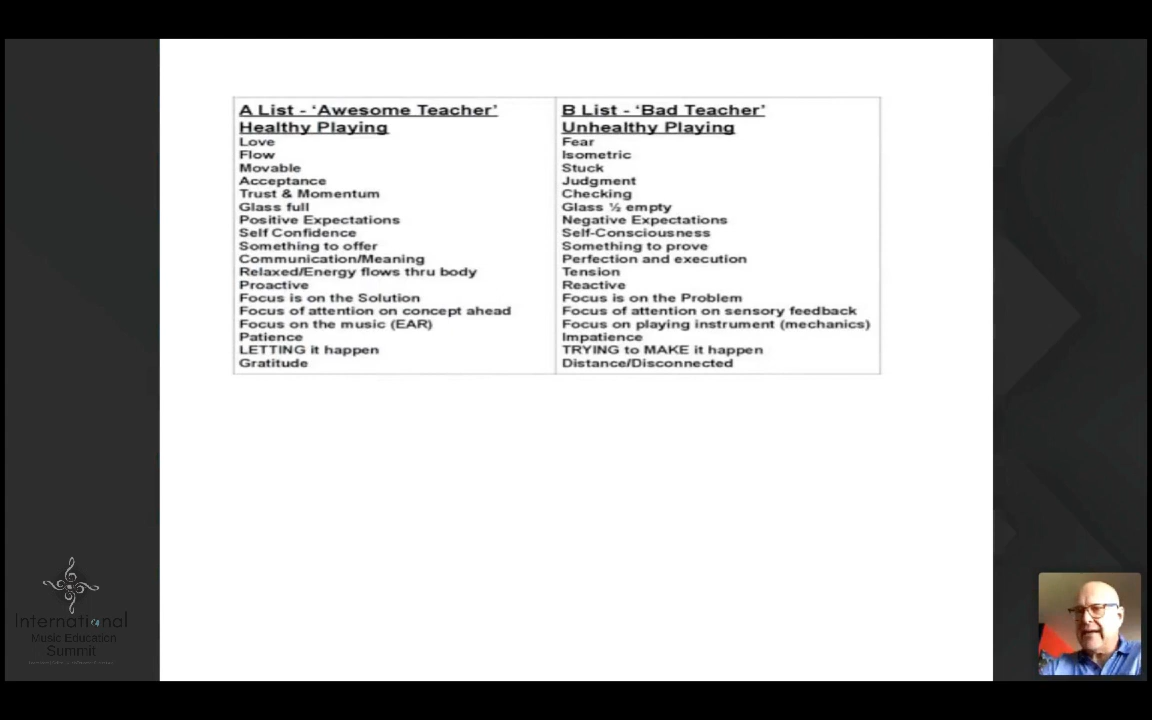 A List - ‘Awesome Teacher’
Healthy Playing
Love
Flow
Movable
Acceptance
Trust & Momentum
Glass full
Positive Expectations
Self Confidence
Something to offer
Communication/Meaning
Relaxed/Energy flows thru body
Proactive
Focus is on the Solution
Focus of attention on concept ahead
Focus on the music (EAR)
Patience
LETTING it happen
Gratitude
B List - ‘Bad Teacher’
Unhealthy Playing
Fear
Isometric
Stuck
Judgment
Checking
Glass ½ empty
Negative Expectations
Self-Consciousness
Something to prove
Perfection and execution
Tension
Reactive
Focus is on the Problem
Focus of attention on sensory feedback
Focus on playing instrument (mechanics)
Impatience
TRYING to MAKE it happen
Distance/Disconnected
International
Music Education
Summit